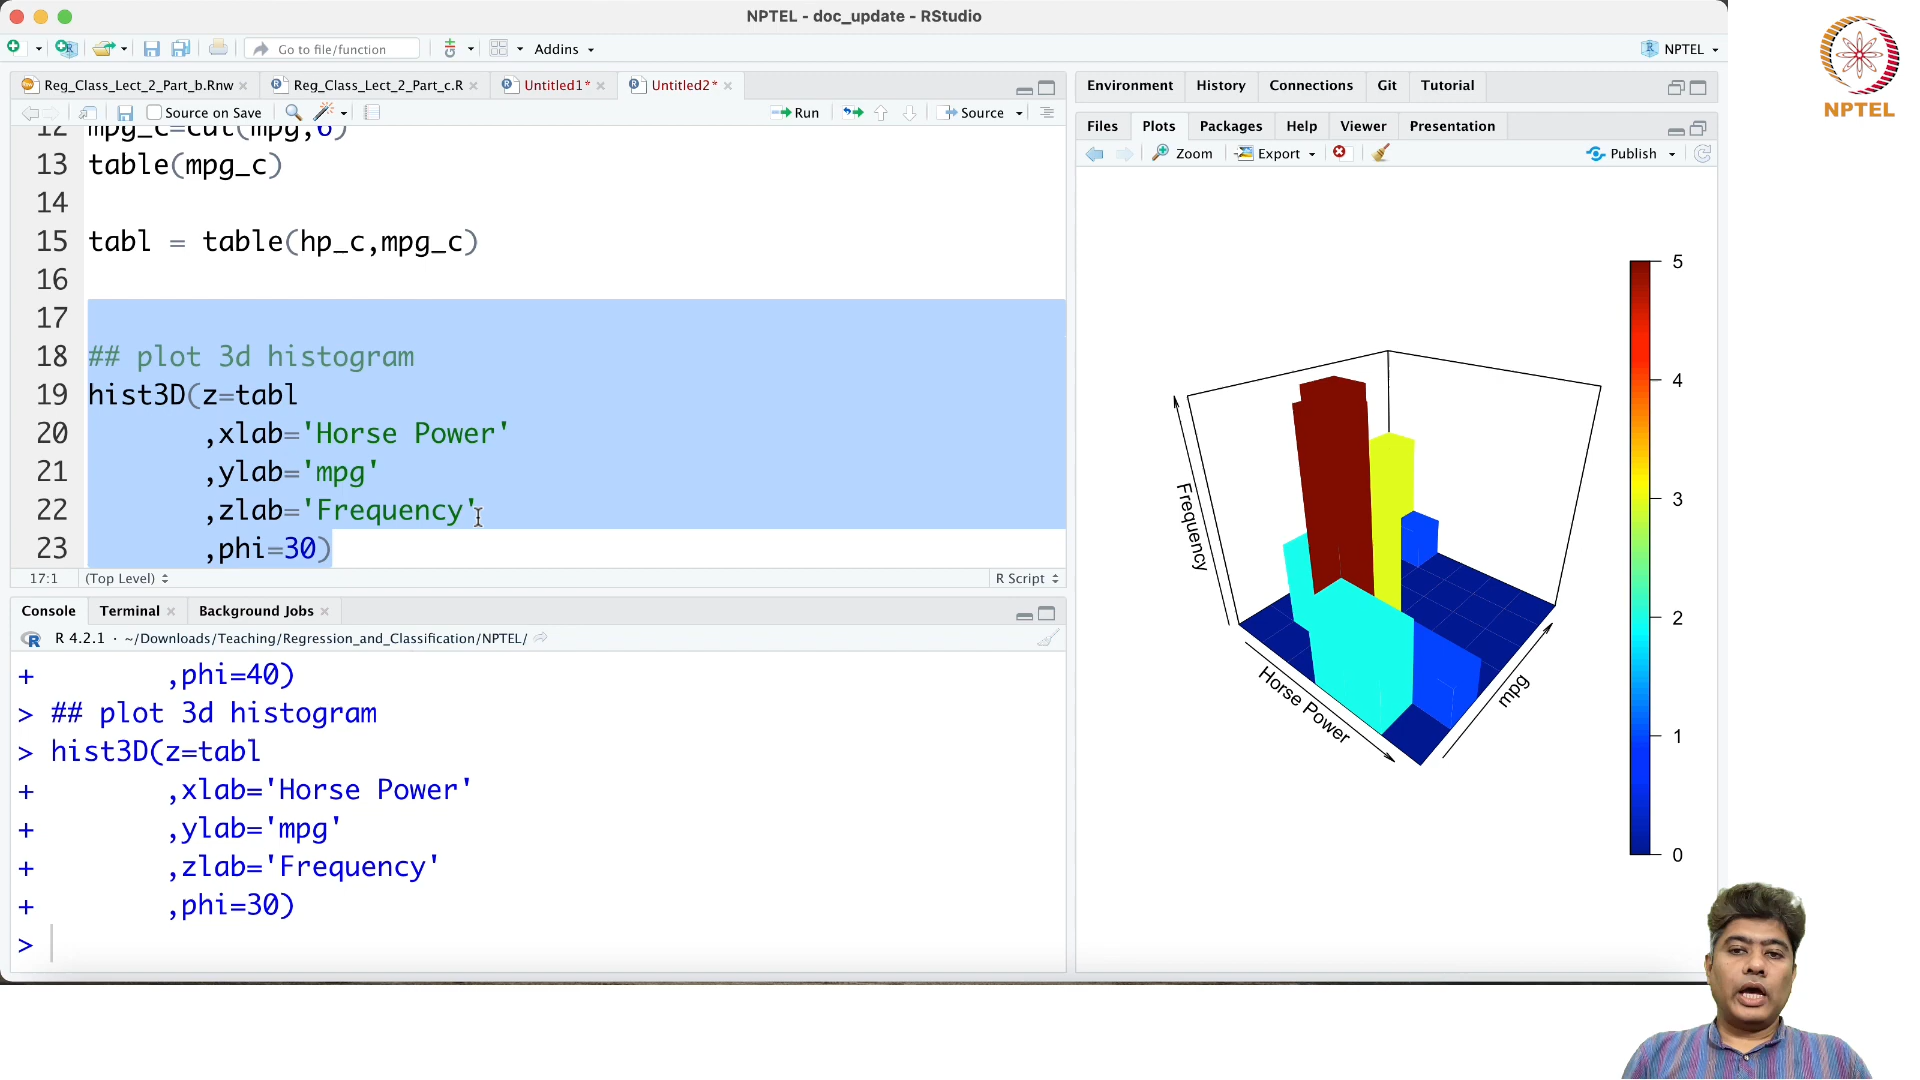 NPTEL - doc_update - RStudio
Go to file/function
Addins
NPTEL
Reg_Class_Lect_2_Part_b.Rnw
Reg_Class_Lect_2_Part_c.R
Untitled1*
Untitled2*
Source on Save
Run
Source
12 mpg_c=cut(mpg,6)
13 table(mpg_c)
14
15 tabl = table(hp_c,mpg_c)
16
17
18 ## plot 3d histogram
19 hist3D(z=tabl
20 ,xlab='Horse Power'
21 ,ylab='mpg'
22 ,zlab='Frequency'
23 ,phi=30)
17:1 (Top Level) R Script
Console
Terminal
Background Jobs
R 4.2.1 · ~/Downloads/Teaching/Regression_and_Classification/NPTEL/
+ ,phi=40)
> ## plot 3d histogram
> hist3D(z=tabl
+ ,xlab='Horse Power'
+ ,ylab='mpg'
+ ,zlab='Frequency'
+ ,phi=30)
>
Environment
History
Connections
Git
Tutorial
Files
Plots
Packages
Help
Viewer
Presentation
Zoom
Export
Publish
Frequency
Horse Power
mpg
5
4
3
2
1
0
NPTEL